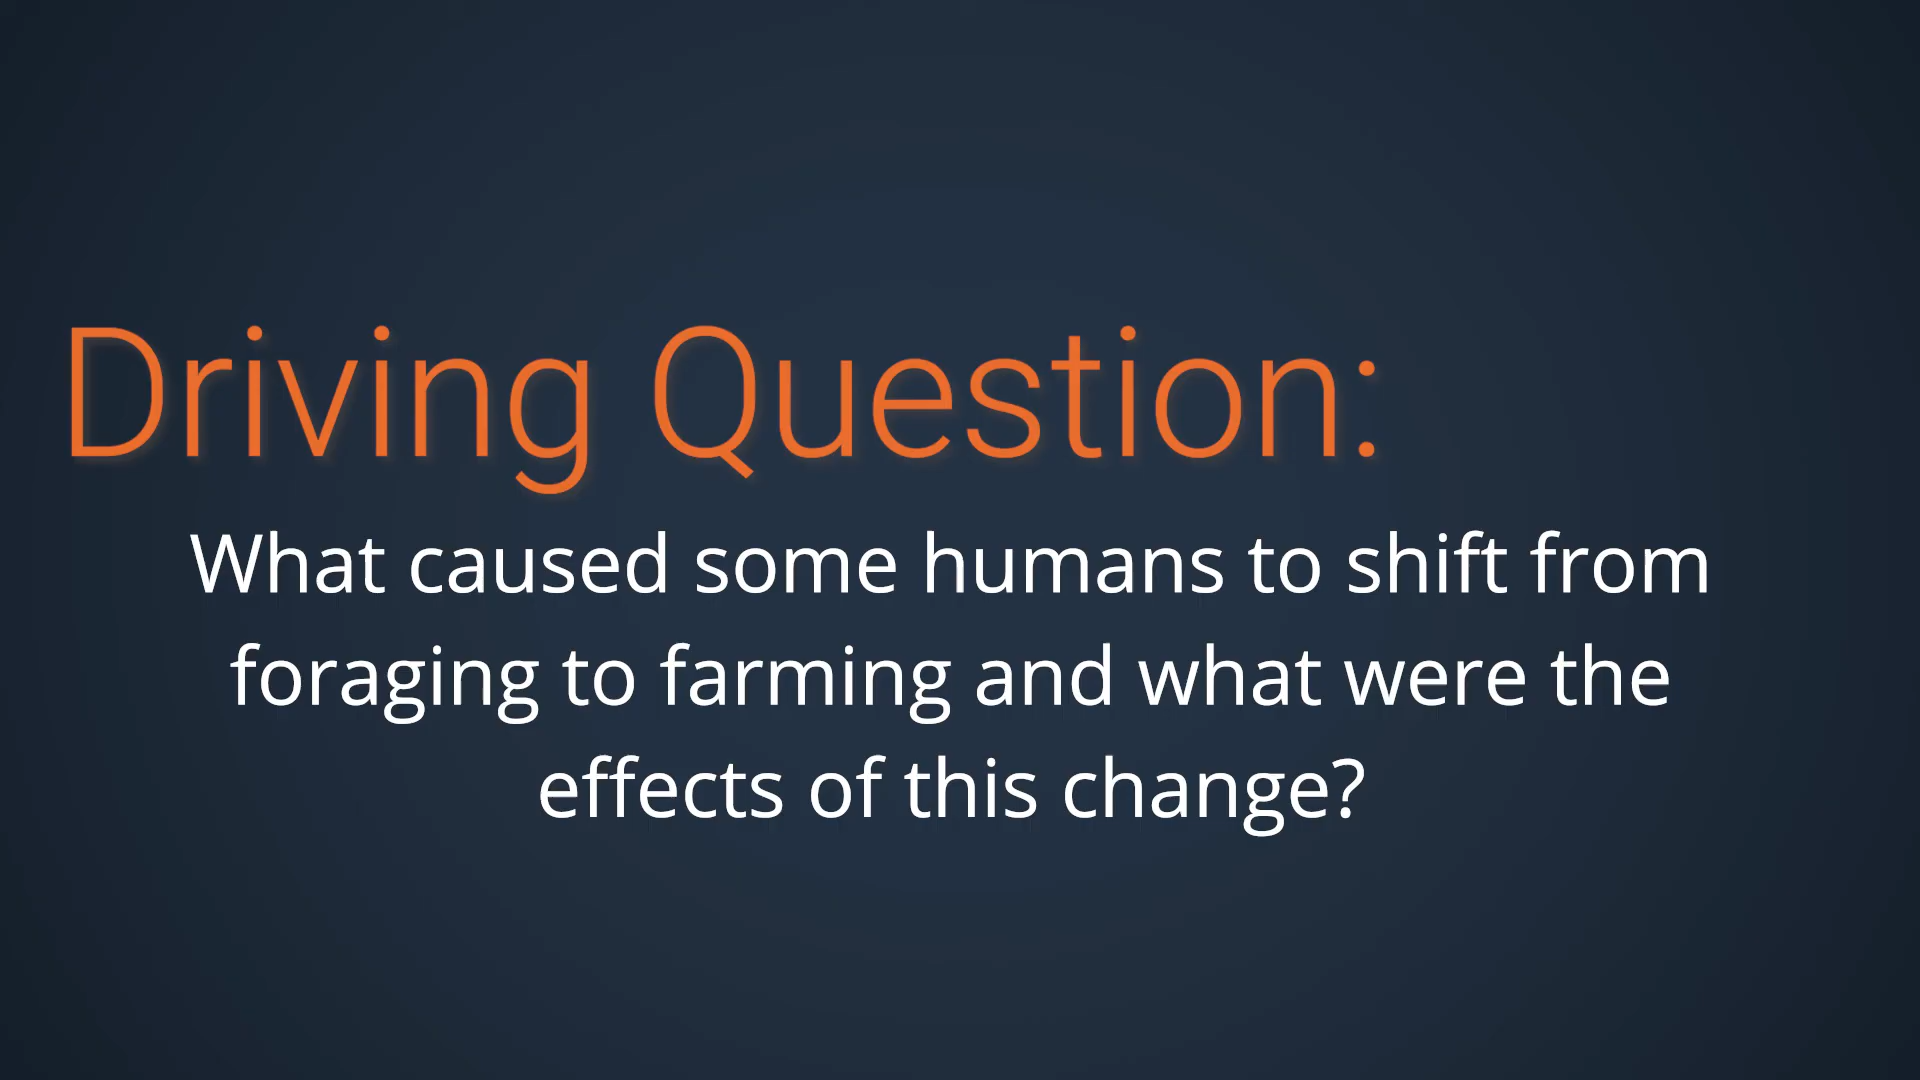 Driving Question:
What caused some humans to shift from
foraging to farming and what were the
effects of this change?